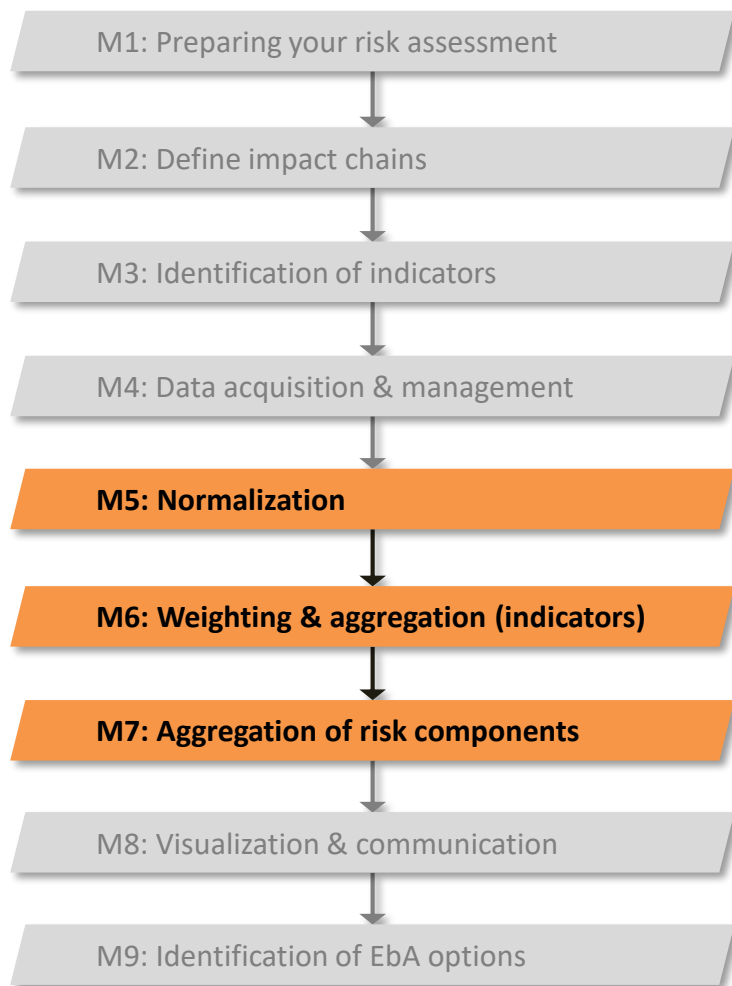 M1: Preparing your risk assessment
M2: Define impact chains
M3: Identification of indicators
M4: Data acquisition & management
M5: Normalization
M6: Weighting & aggregation (indicators)
M7: Aggregation of risk components
M8: Visualization & communication
M9: Identification of EbA options